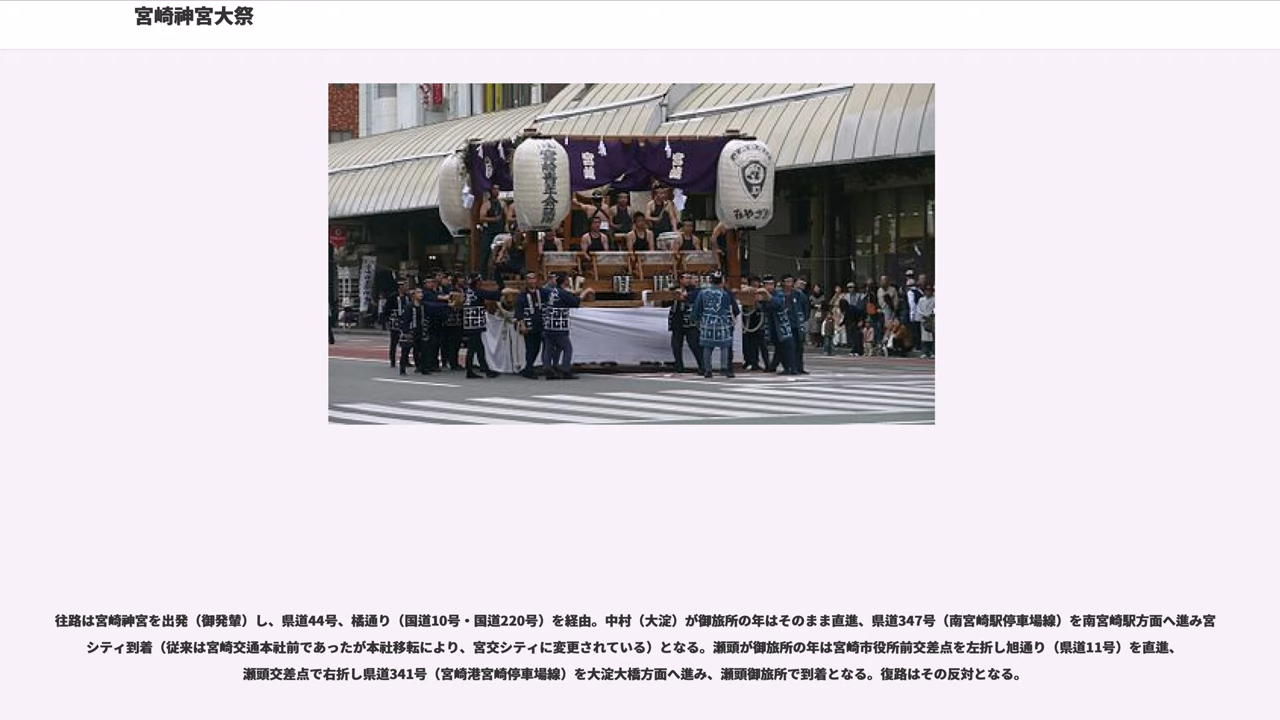 宮崎神宮大祭
宮崎
宮崎
往路は宮崎神宮を出発（御発輦）し、県道44号、橘通り（国道10号・国道220号）を経由。中村（大淀）が御旅所の年はそのまま直進、県道347号（南宮崎駅停車場線）を南宮崎駅方面へ進み宮
シティ到着（従来は宮崎交通本社前であったが本社移転により、宮交シティに変更されている）となる。瀬頭が御旅所の年は宮崎市役所前交差点を左折し旭通り（県道11号）を直進、
瀬頭交差点で右折し県道341号（宮崎港宮崎停車場線）を大淀大橋方面へ進み、瀬頭御旅所で到着となる。復路はその反対となる。